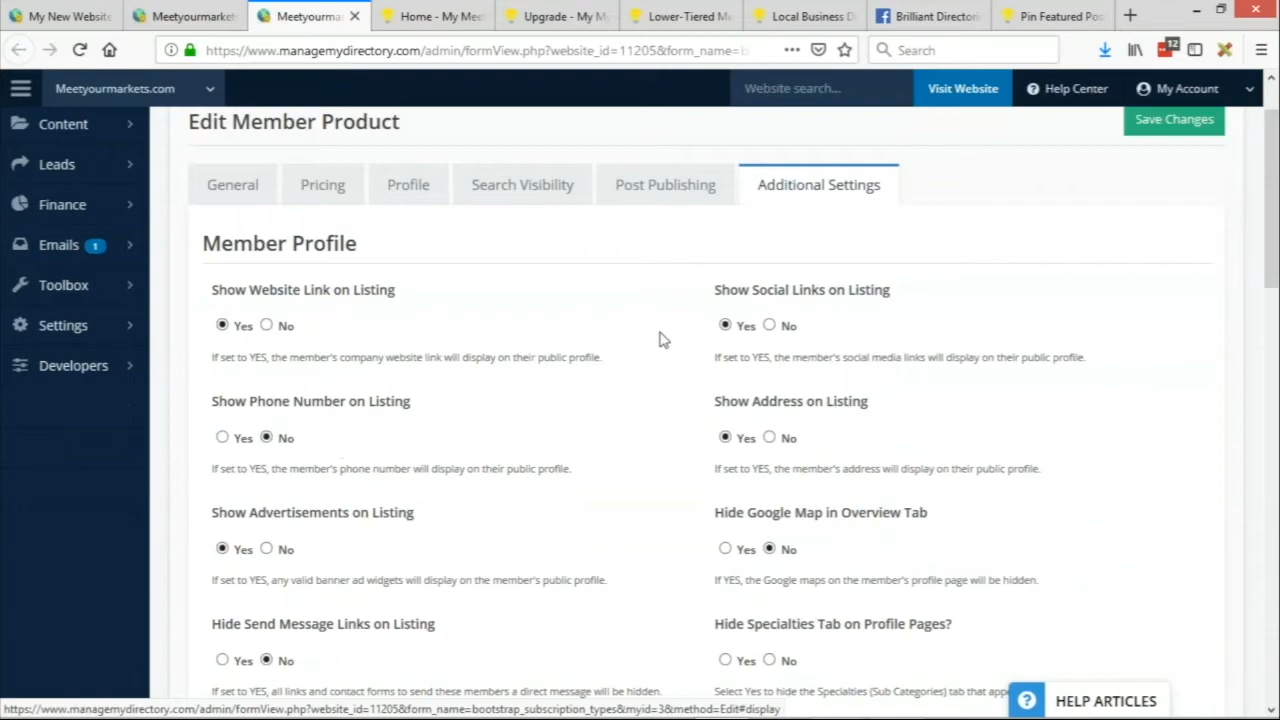 My New Website
Meetyourmarket
Meetyourma
Home - My Mee
Upgrade - My M
Lower-Tiered Me
Local Business D
Brilliant Directori
Pin Featured Pos
https://www.managemydirectory.com/admin/formView.php?website_id=11205&form_name=b
Search
12
Meetyourmarkets.com
Website search...
Visit Website
Help Center
My Account
Content
Leads
Finance
Emails 1
Toolbox
Settings
Developers
Edit Member Product
Save Changes
General
Pricing
Profile
Search Visibility
Post Publishing
Additional Settings
Member Profile
Show Website Link on Listing
Yes No
If set to YES, the member's company website link will display on their public profile.
Show Social Links on Listing
Yes No
If set to YES, the member's social media links will display on their public profile.
Show Phone Number on Listing
Yes No
If set to YES, the member's phone number will display on their public profile.
Show Address on Listing
Yes No
If set to YES, the member's address will display on their public profile.
Show Advertisements on Listing
Yes No
If set to YES, any valid banner ad widgets will display on the member's public profile.
Hide Google Map in Overview Tab
Yes No
If YES, the Google maps on the member's profile page will be hidden.
Hide Send Message Links on Listing
Yes No
If set to YES, all links and contact forms to send these members a direct message will be hidden.
Hide Specialties Tab on Profile Pages?
Yes No
Select Yes to hide the Specialties (Sub Categories) tab that app
HELP ARTICLES
https://www.managemydirectory.com/admin/formView.php?website_id=11205&form_name=bootstrap_subscription_types&myid=3&method=Edit#display